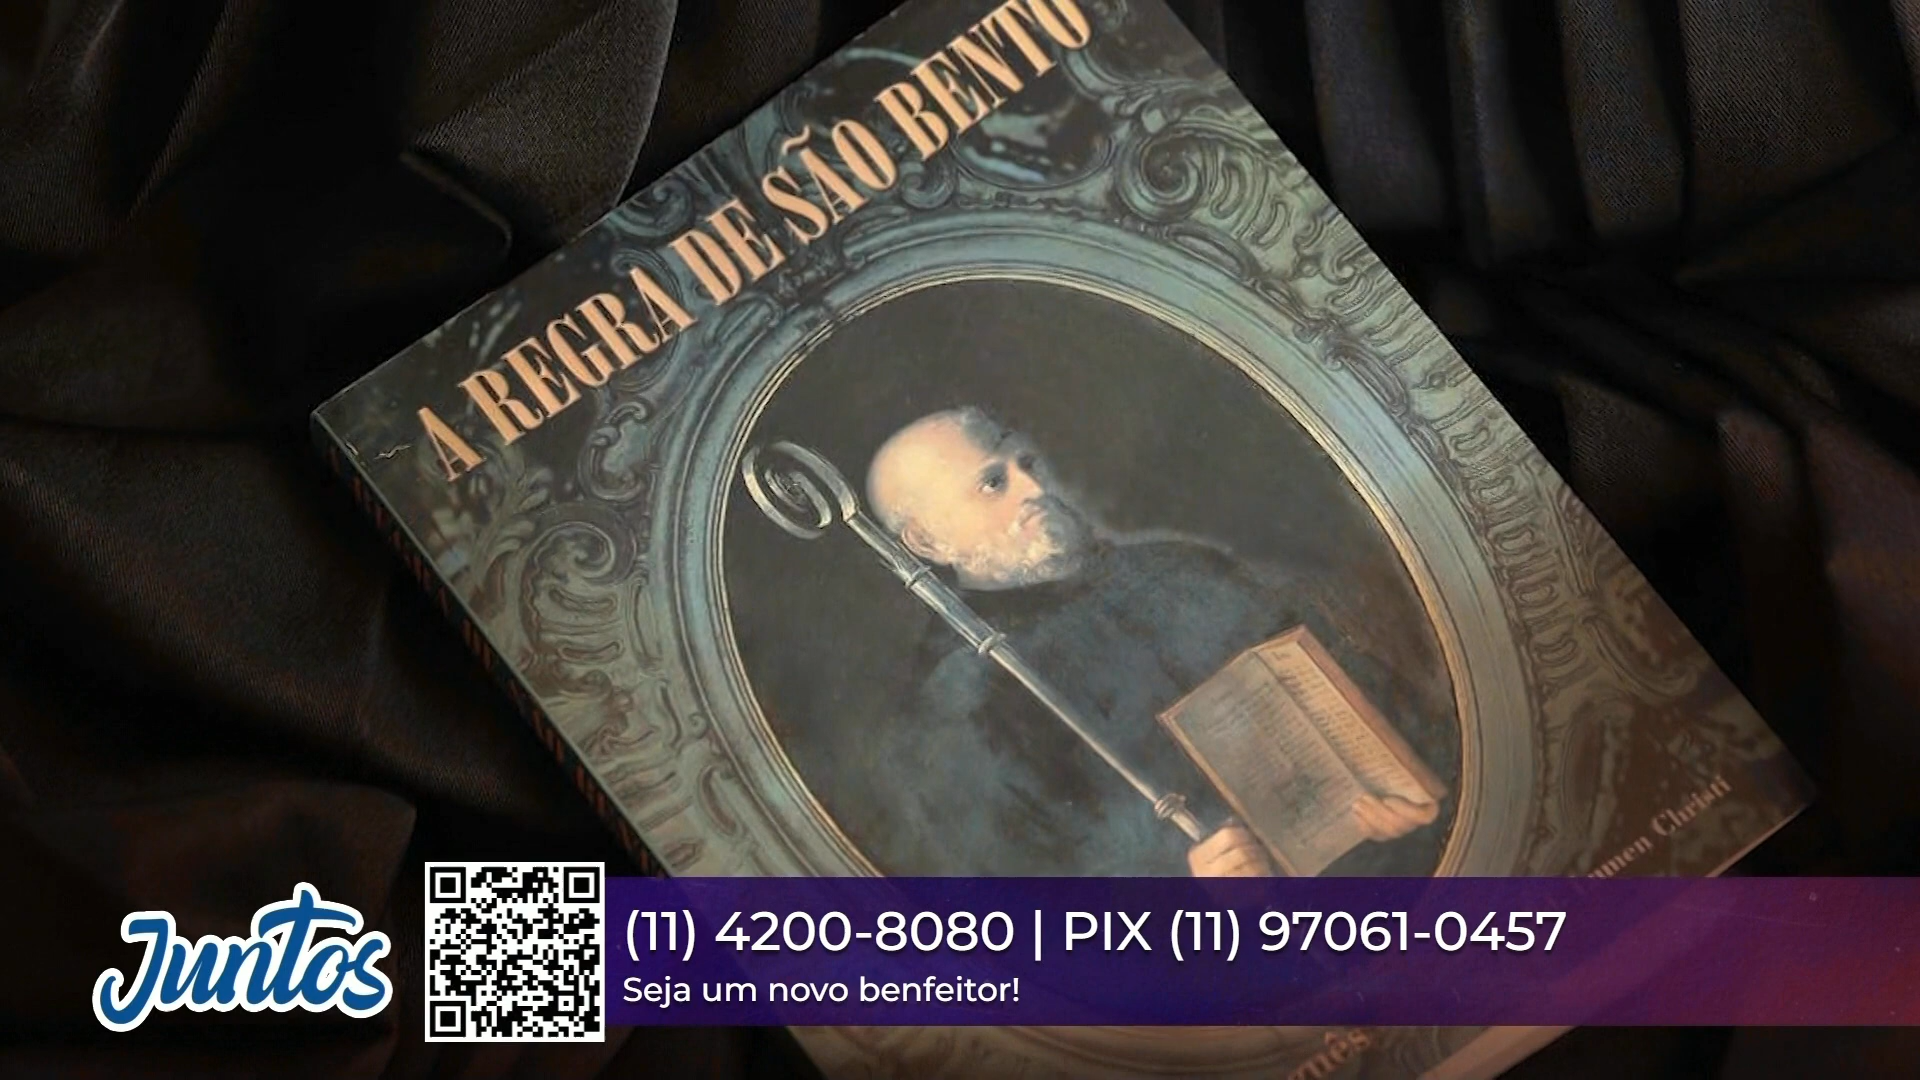 A REGRA DE SÃO BENTO
Lumen Christi
Juntos
(11) 4200-8080 | PIX (11) 97061-0457
Seja um novo benfeitor!